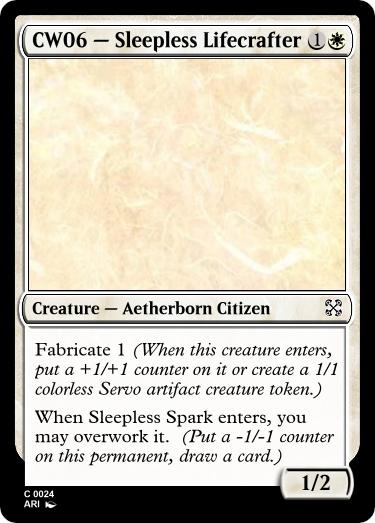 CW06 — Sleepless Lifecrafter 1
Creature — Aetherborn Citizen
Fabricate 1 (When this creature enters,
put a +1/+1 counter on it or create a 1/1
colorless Servo artifact creature token.)
When Sleepless Spark enters, you
may overwork it. (Put a -1/-1 counter
on this permanent, draw a card.)
1/2
C 0024
ARI